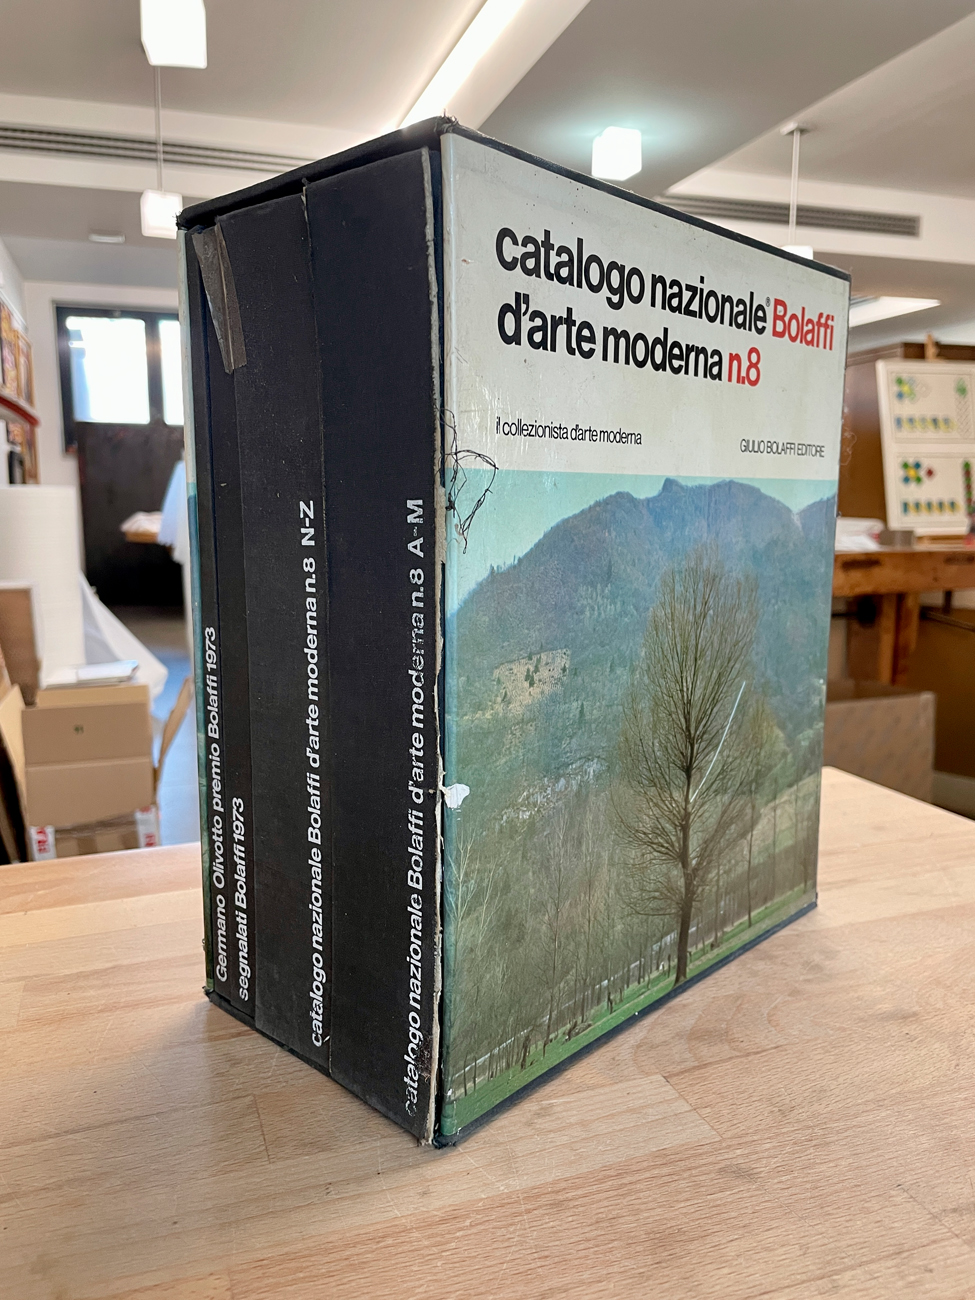 catalogo nazionale® Bolaffi
d'arte moderna n.8
il collezionista d'arte moderna
GIULIO BOLAFFI EDITORE
Germano Olivotto premio Bolaffi 1973
segnalati Bolaffi 1973
catalogo nazionale Bolaffi d'arte moderna n.8 N-Z
catalogo nazionale Bolaffi d'arte moderna n.8 A-M